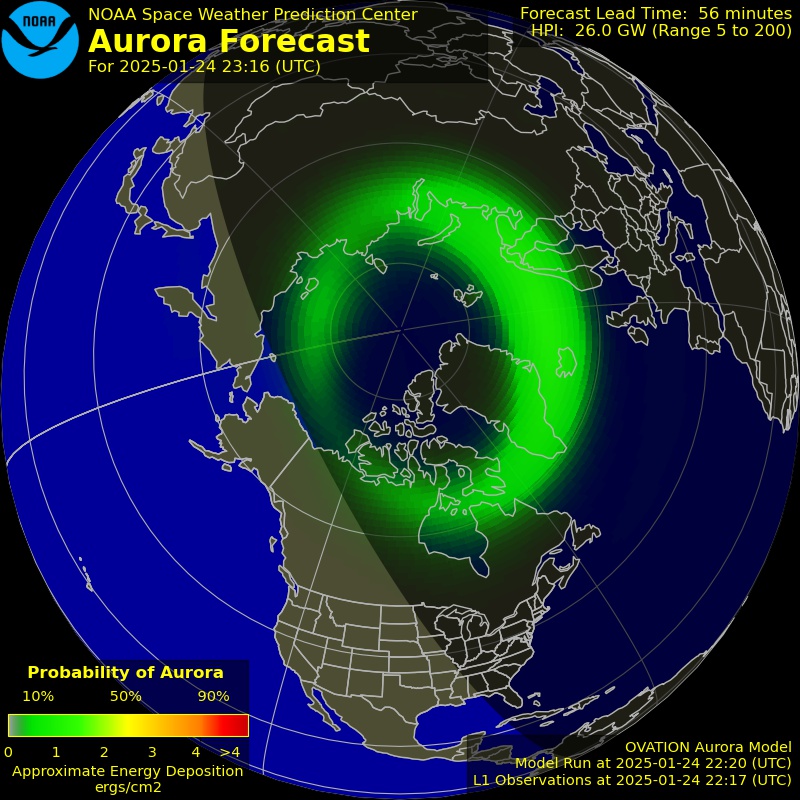 NOAA
NOAA Space Weather Prediction Center
Aurora Forecast
For 2025-01-24 23:16 (UTC)
Forecast Lead Time: 56 minutes
HPI: 26.0 GW (Range 5 to 200)
Probability of Aurora
10% 50% 90%
0 1 2 3 4 >4
Approximate Energy Deposition
ergs/cm2
OVATION Aurora Model
Model Run at 2025-01-24 22:20 (UTC)
L1 Observations at 2025-01-24 22:17 (UTC)